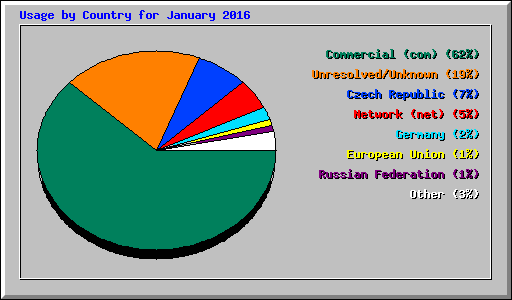 Usage by Country for January 2016
Commercial (com) (62%)
Unresolved/Unknown (19%)
Czech Republic (7%)
Network (net) (5%)
Germany (2%)
European Union (1%)
Russian Federation (1%)
Other (3%)